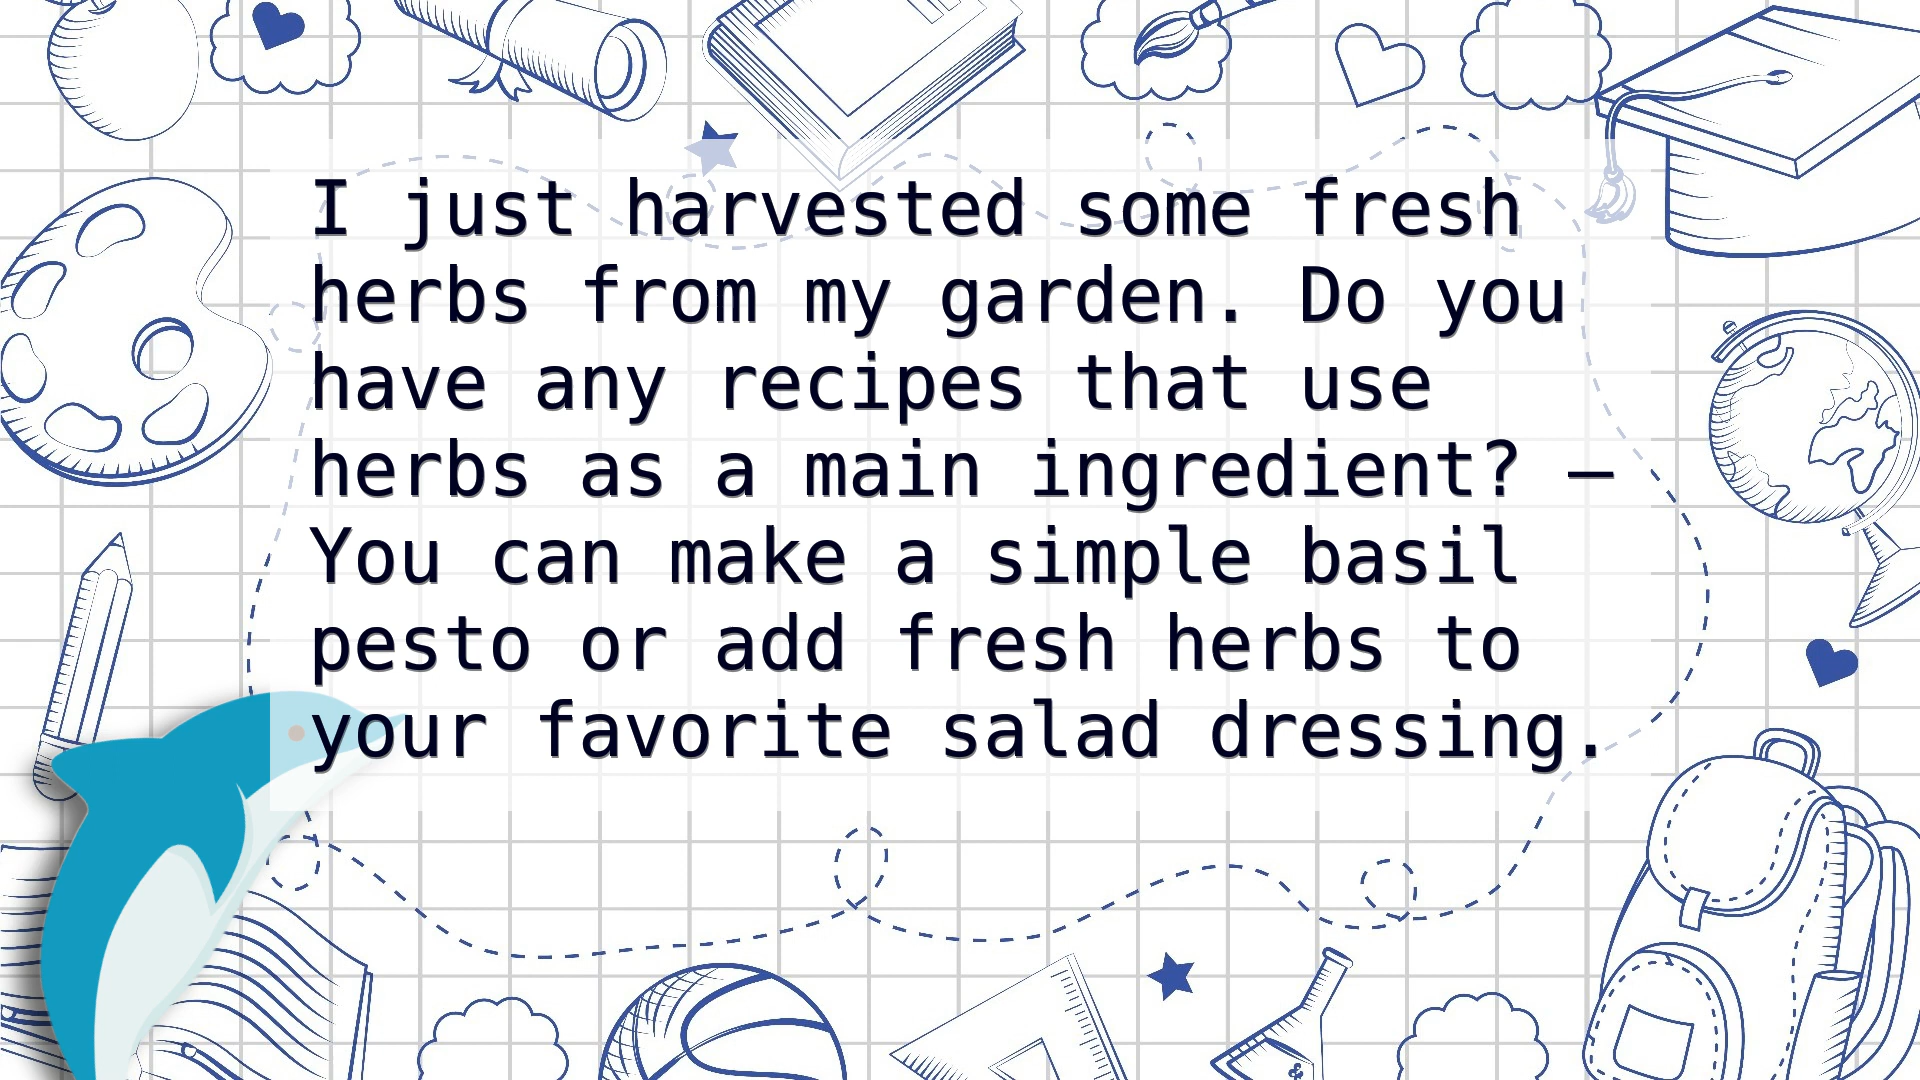 I just harvested some fresh
herbs from my garden. Do you
have any recipes that use
herbs as a main ingredient? –
You can make a simple basil
pesto or add fresh herbs to
your favorite salad dressing.